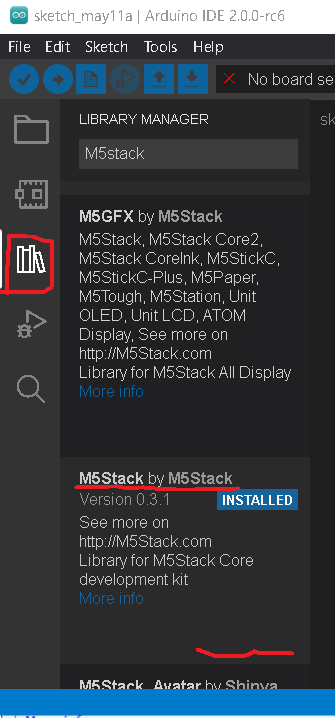 sketch_may11a | Arduino IDE 2.0.0-rc6
File Edit Sketch Tools Help
No board se
LIBRARY MANAGER
sk
M5stack
M5GFX by M5Stack
M5Stack, M5Stack Core2,
M5Stack CoreInk, M5StickC,
M5StickC-Plus, M5Paper,
M5Tough, M5Station, Unit
OLED, Unit LCD, ATOM
Display, See more on
http://M5Stack.com
Library for M5Stack All Display
More info
M5Stack by M5Stack
Version 0.3.1 INSTALLED
See more on
http://M5Stack.com
Library for M5Stack Core
development kit
More info
M5Stack_Avatar by Shinya